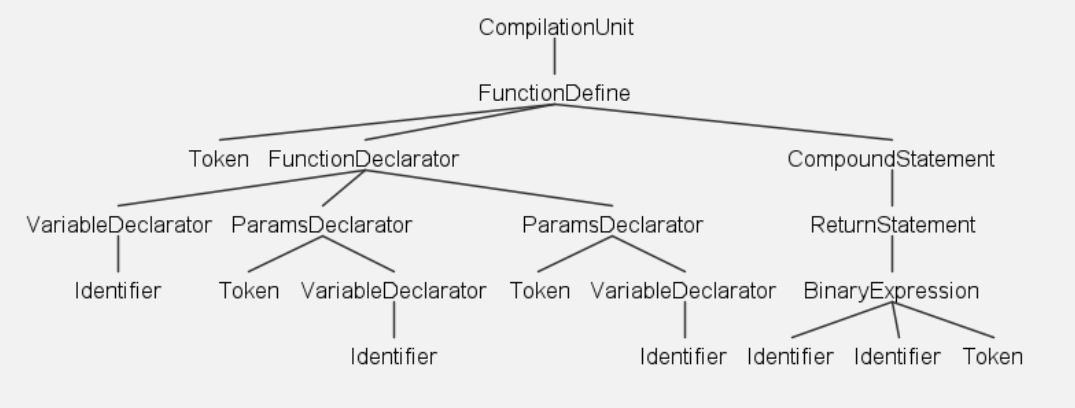 CompilationUnit
FunctionDefine
Token FunctionDeclarator CompoundStatement
VariableDeclarator ParamsDeclarator ParamsDeclarator ReturnStatement
Identifier Token VariableDeclarator Token VariableDeclarator BinaryExpression
Identifier Identifier Identifier Identifier Token